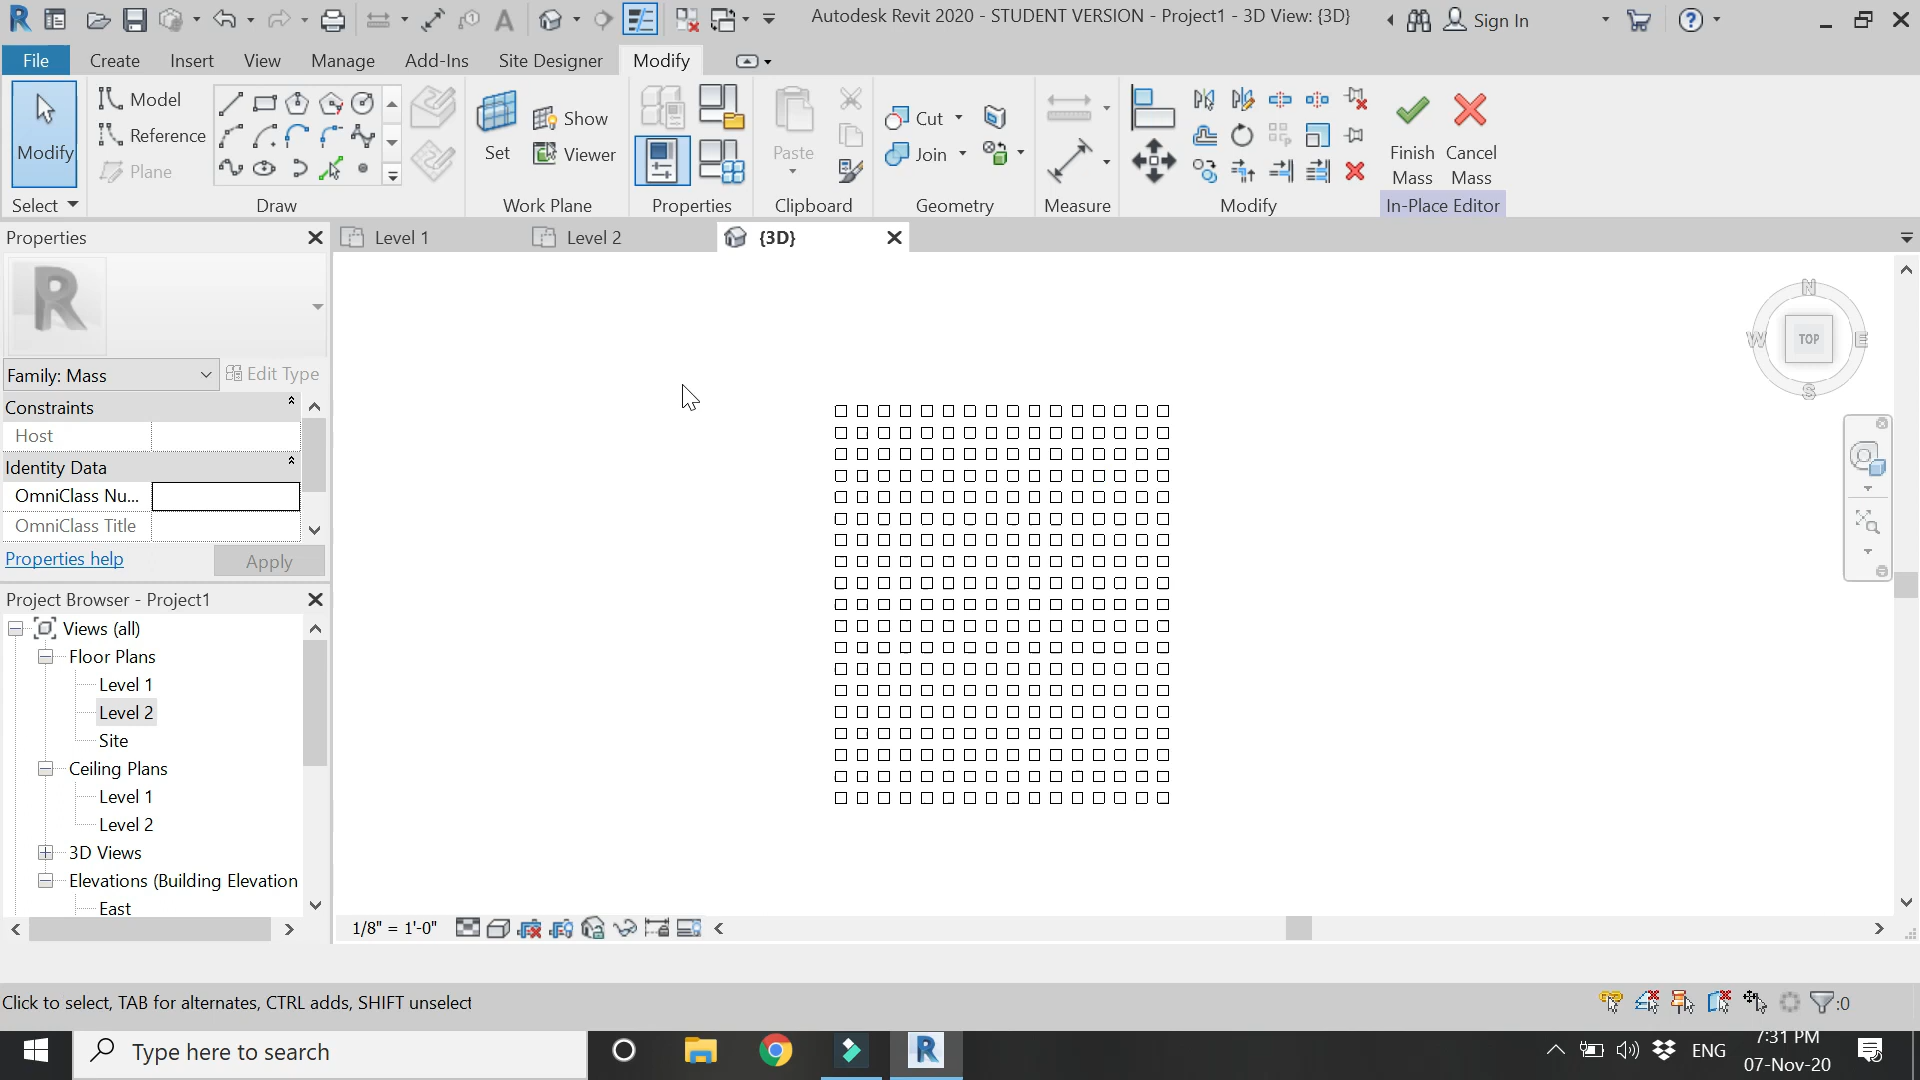 Autodesk Revit 2020 - STUDENT VERSION - Project1 - 3D View: {3D}
Sign In
File
Create
Insert
View
Manage
Add-Ins
Site Designer
Modify
Modify
Model
Reference
Plane
Set
Show
Viewer
Paste
Cut
Join
Finish Mass
Cancel Mass
Select
Draw
Work Plane
Properties
Clipboard
Geometry
Measure
Modify
In-Place Editor
Properties
Level 1
Level 2
{3D}
R
Family: Mass
Edit Type
Constraints
Host
Identity Data
OmniClass Nu...
OmniClass Title
Properties help
Apply
N
W
TOP
E
S
Project Browser - Project1
Views (all)
Floor Plans
Level 1
Level 2
Site
Ceiling Plans
Level 1
Level 2
3D Views
Elevations (Building Elevation
East
1/8" = 1'-0"
Click to select, TAB for alternates, CTRL adds, SHIFT unselect
:0
Type here to search
R
ENG
7:31 PM
07-Nov-20